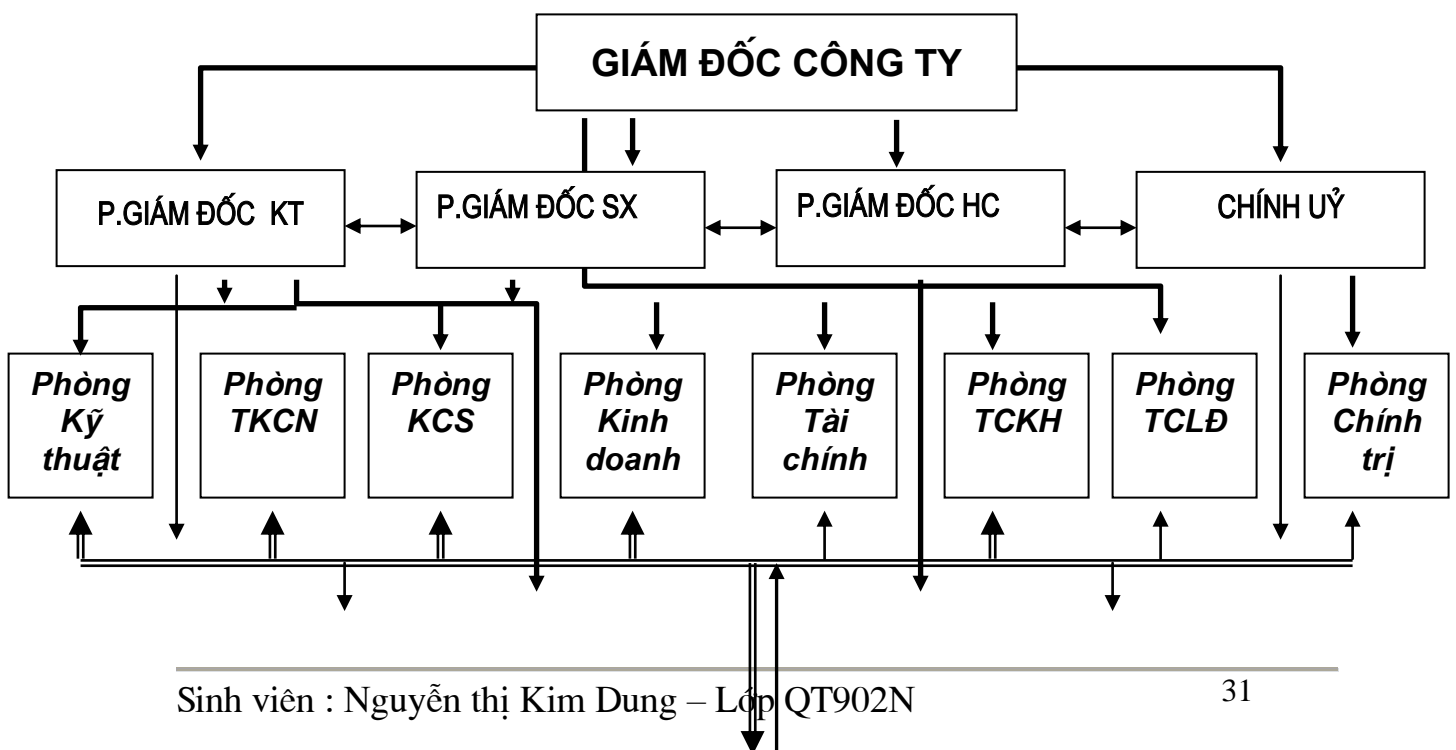 GIÁM ĐỐC CÔNG TY
P.GIÁM ĐỐC KT
P.GIÁM ĐỐC SX
P.GIÁM ĐỐC HC
CHÍNH UỶ
Phòng
Kỹ
thuật
Phòng
TKCN
Phòng
KCS
Phòng
Kinh
doanh
Phòng
Tài
chính
Phòng
TCKH
Phòng
TCLĐ
Phòng
Chính
trị
Sinh viên : Nguyễn thị Kim Dung – Lớp QT902N
31